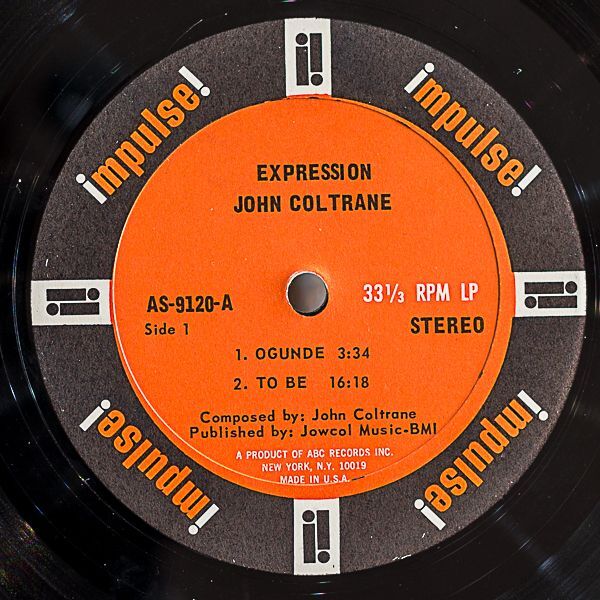 impulse!
impulse!
EXPRESSION
JOHN COLTRANE
AS-9120-A
33 1/3 RPM LP
Side 1
STEREO
1. OGUNDE 3:34
2. TO BE 16:18
Composed by: John Coltrane
Published by: Jowcol Music-BMI
A PRODUCT OF ABC RECORDS INC.
NEW YORK, N.Y. 10019
MADE IN U.S.A.
impulse!
impulse!